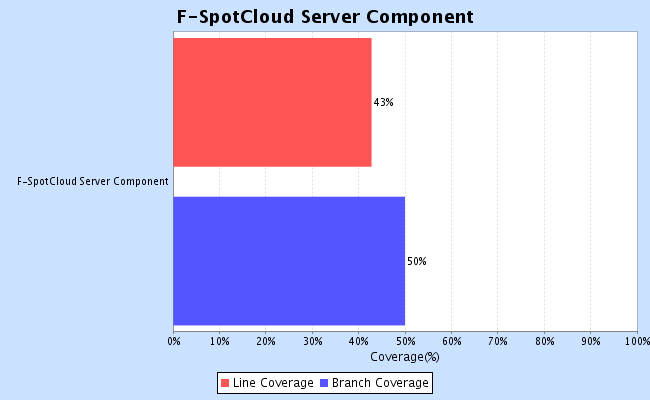 F-SpotCloud Server Component
43%
F-SpotCloud Server Component
50%
0% 10% 20% 30% 40% 50% 60% 70% 80% 90% 100%
Coverage(%)
Line Coverage Branch Coverage